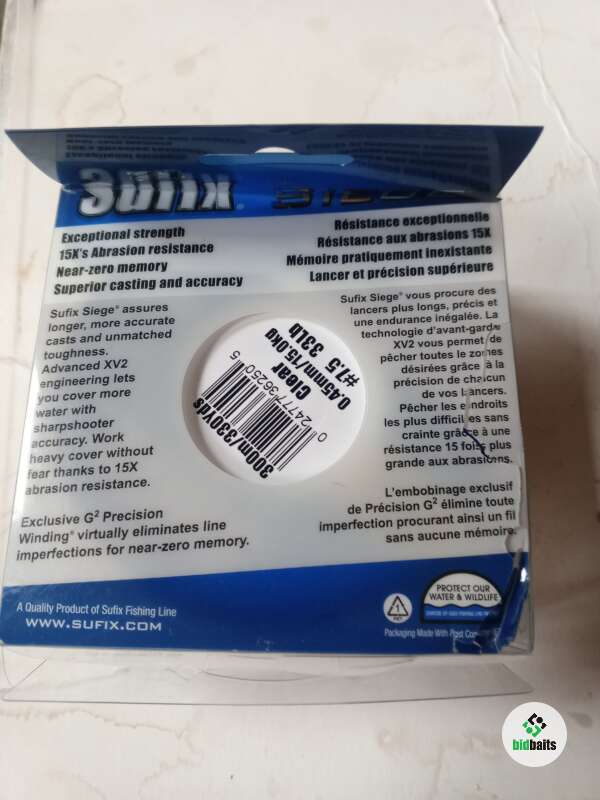 Sufix®
SIEGE
Exceptional strength
15X's Abrasion resistance
Near-zero memory
Superior casting and accuracy
Résistance exceptionnelle
Résistance aux abrasions 15X
Mémoire pratiquement inexistante
Lancer et précision supérieure
Sufix Siege® assures
longer, more accurate
casts and unmatched
toughness.
Advanced XV2
engineering lets
you cover more
water with
sharpshooter
accuracy. Work
heavy cover without
fear thanks to 15X
abrasion resistance.
Exclusive G² Precision
Winding® virtually eliminates line
imperfections for near-zero memory.
#7.5 33Lb
0.45mm/15.0kg
Clear
0 24777 36250 5
300m/330yds
Sufix Siege® vous procure des
lancers plus longs, précis et
une endurance inégalée. La
technologie d'avant-garde
XV2 vous permet de
pêcher toutes le zones
désirées grâce à la
précision de chacun
de vos lancers.
Pêcher les endroits
les plus difficiles sans
crainte grâce à une
résistance 15 fois plus
grande aux abrasions.
L'embobinage exclusif
de Précision G² élimine toute
imperfection procurant ainsi un fil
sans aucune mémoire.
A Quality Product of Sufix Fishing Line
WWW.SUFIX.COM
1
PET
PROTECT OUR
WATER & WILDLIFE
Packaging Made With Post
bidbaits